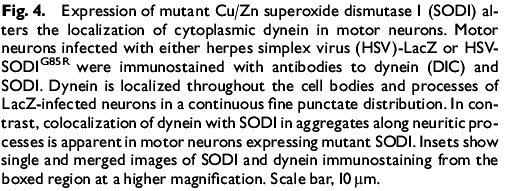 Fig. 4. Expression of mutant Cu/Zn superoxide dismutase 1 (SOD1) al-
ters the localization of cytoplasmic dynein in motor neurons. Motor
neurons infected with either herpes simplex virus (HSV)-LacZ or HSV-
SOD1G85R were immunostained with antibodies to dynein (DIC) and
SOD1. Dynein is localized throughout the cell bodies and processes of
LacZ-infected neurons in a continuous fine punctate distribution. In con-
trast, colocalization of dynein with SOD1 in aggregates along neuritic pro-
cesses is apparent in motor neurons expressing mutant SOD1. Insets show
single and merged images of SOD1 and dynein immunostaining from the
boxed region at a higher magnification. Scale bar, 10 μm.